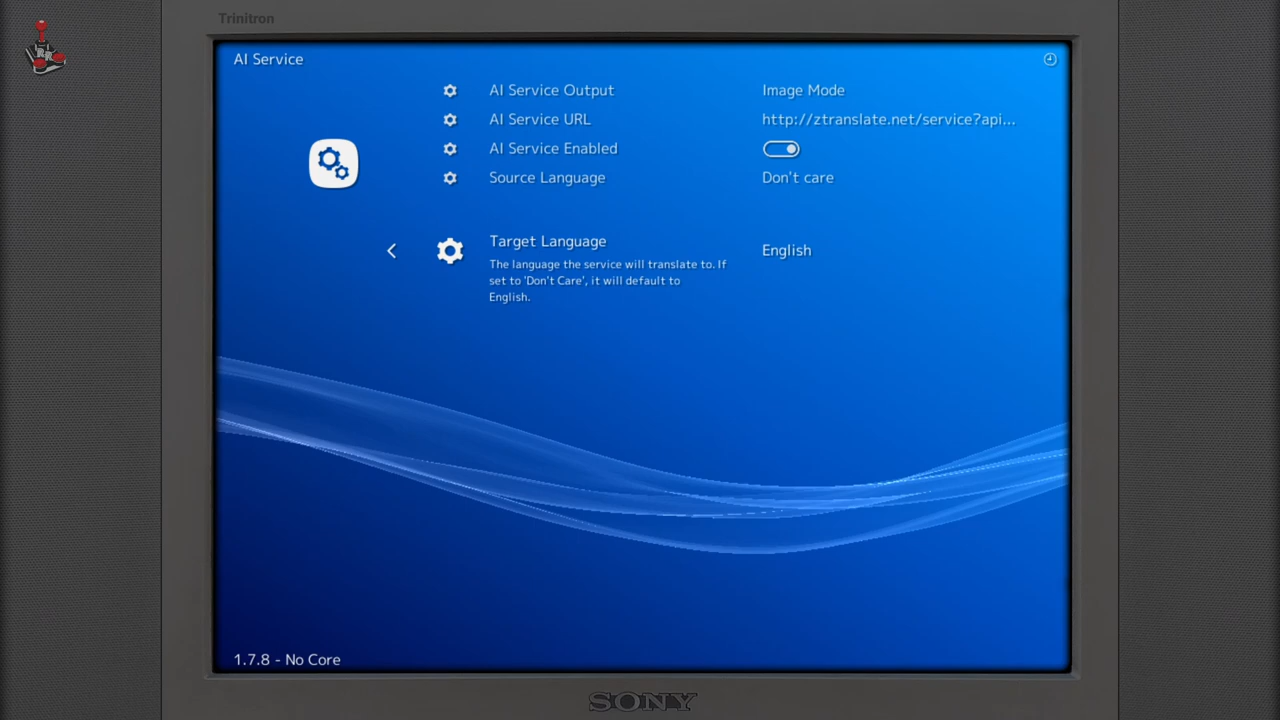 Trinitron
AI Service
AI Service Output Image Mode
AI Service URL http://ztranslate.net/service?api...
AI Service Enabled
Source Language Don't care
Target Language English
The language the service will translate to. If
set to 'Don't Care', it will default to
English.
1.7.8 - No Core
SONY